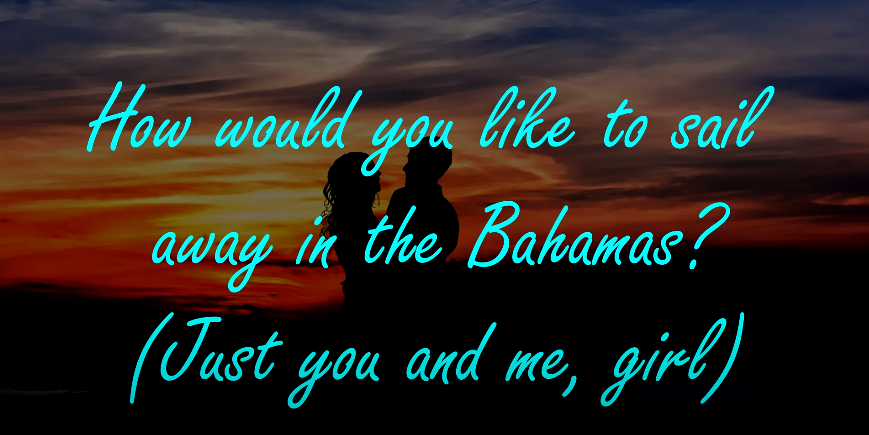 How would you like to sail
away in the Bahamas?
(Just you and me, girl)